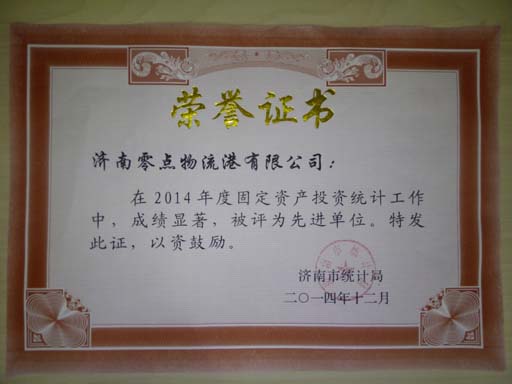 荣誉证书
济南零点物流港有限公司：
在2014年度固定资产投资统计工作
中，成绩显著，被评为先进单位。特发
此证，以资鼓励。
济南市统计局
二〇一四年十二月